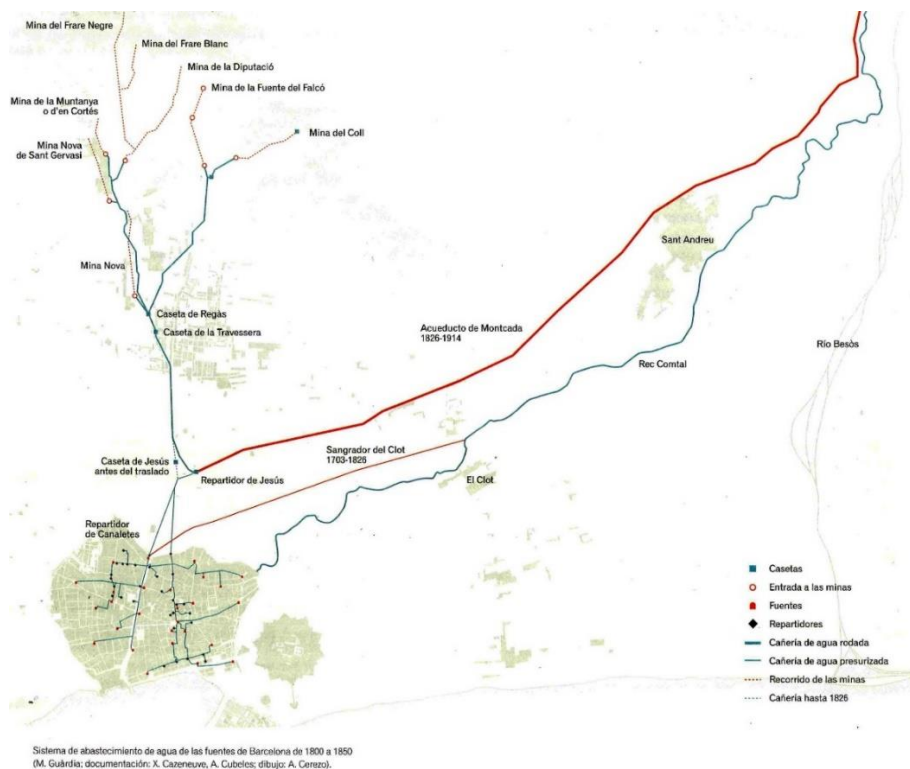 Mina del Frare Negre
Mina del Frare Blanc
Mina de la Diputació
Mina de la Fuente del Falcó
Mina de la Muntanya
o d'en Cortés
Mina del Coll
Mina Nova
de Sant Gervasi
Sant Andreu
Mina Nova
Caseta de Regàs
Caseta de la Travessera
Acueducto de Montcada
1826-1914
Río Besòs
Rec Comtal
Sangrador del Clot
1703-1826
Caseta de Jesús
antes del traslado
Repartidor de Jesús
El Clot
Repartidor
de Canaletes
Casetas
Entrada a las minas
Fuentes
Repartidores
Cañería de agua rodada
Cañería de agua presurizada
Recorrido de las minas
Cañería hasta 1826
Sistema de abastecimiento de agua de las fuentes de Barcelona de 1800 a 1850
(M. Guàrdia; documentación: X. Cazeneuve, A. Cubeles; dibujo: A. Cerezo).